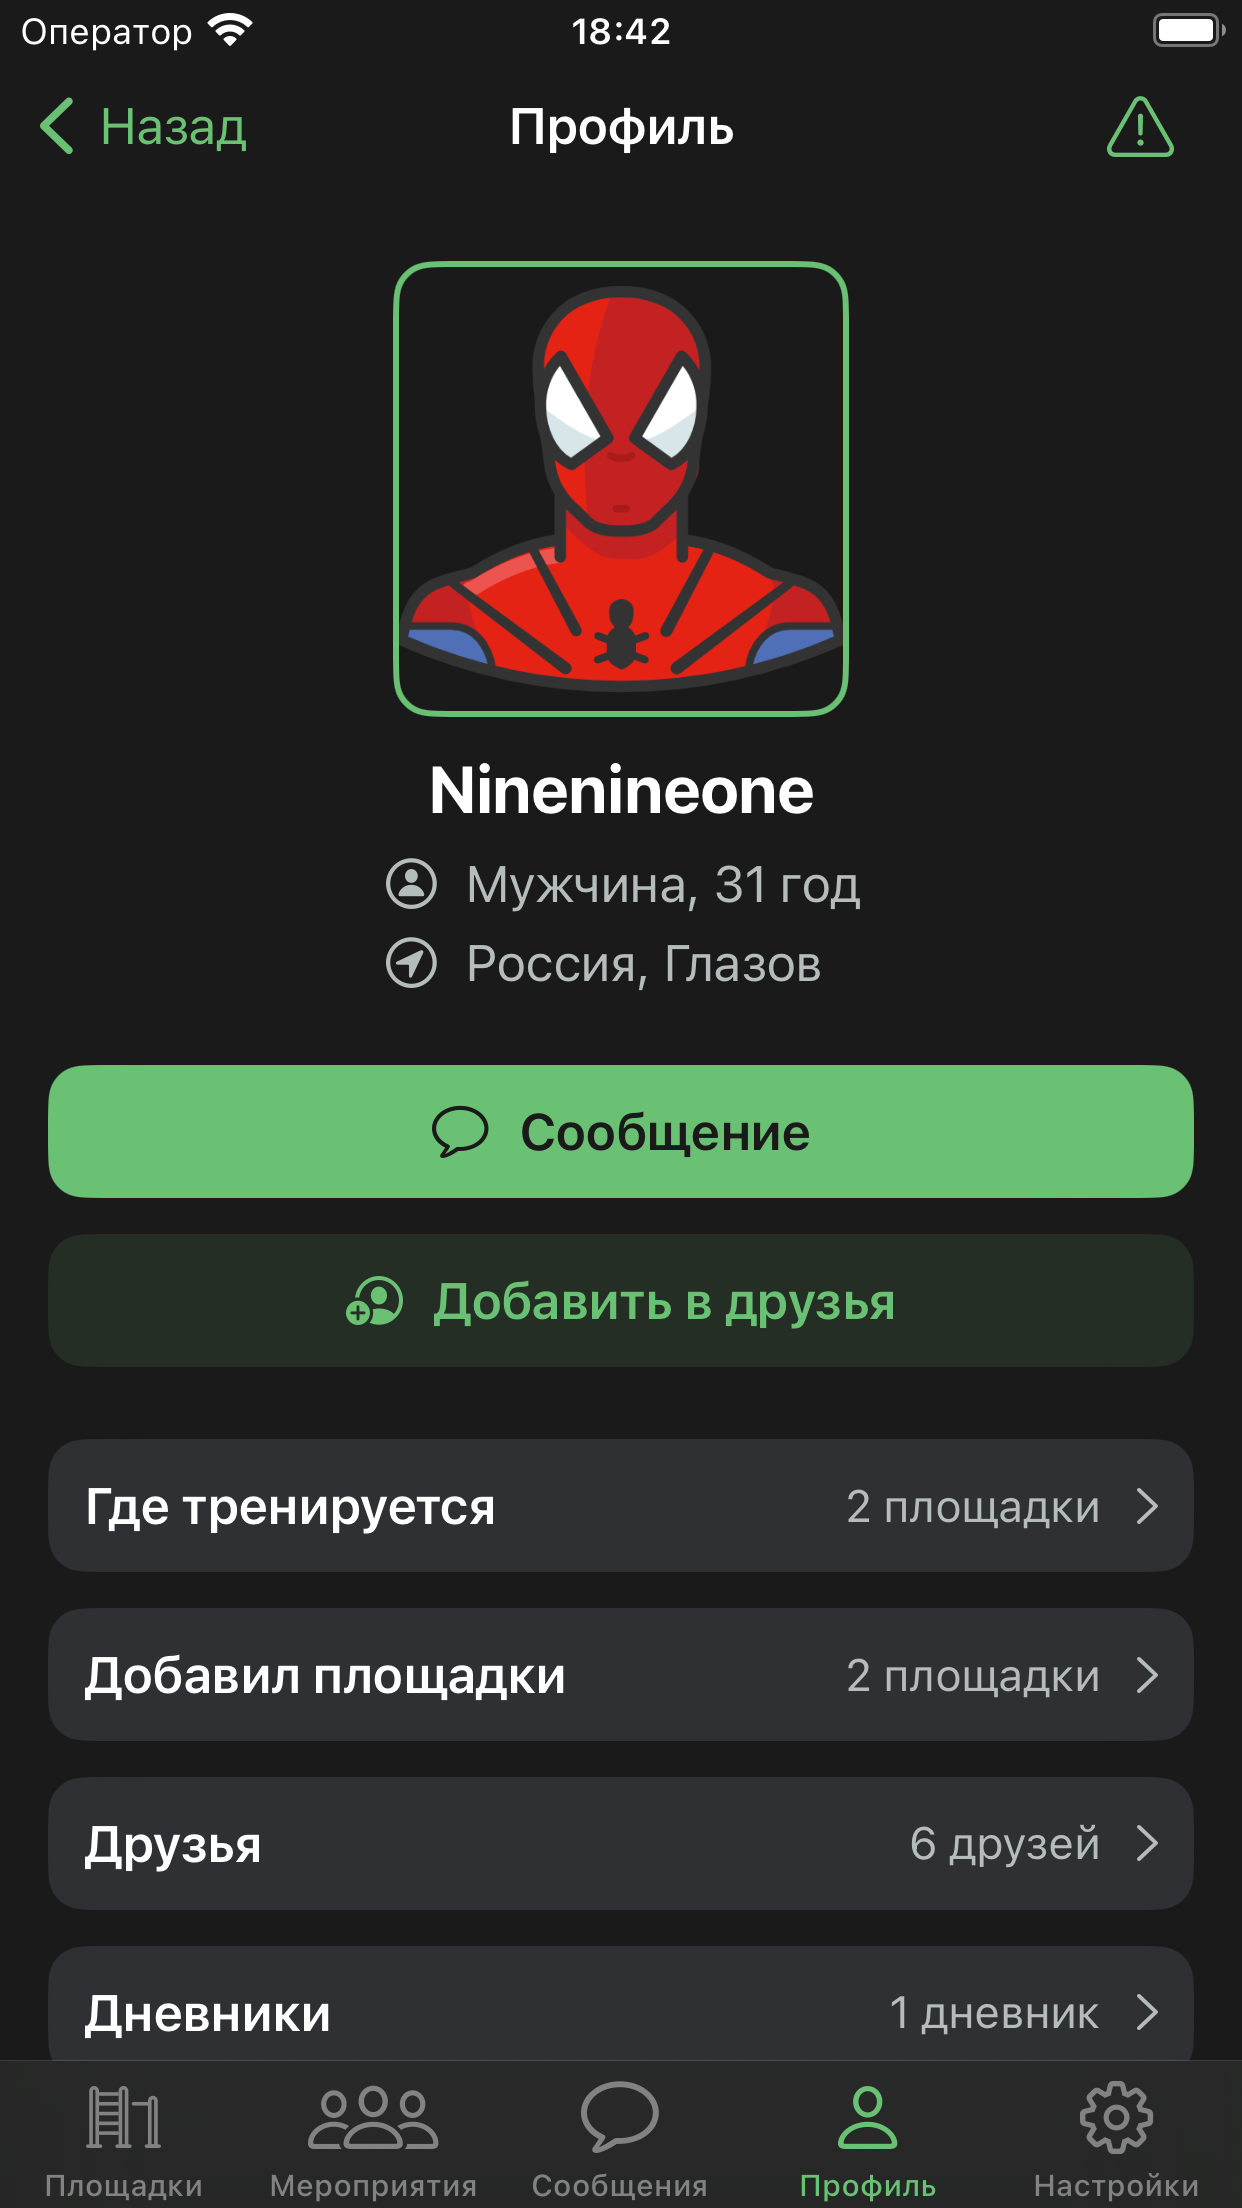 Оператор 18:42
Назад Профиль
Ninenineone
Мужчина, 31 год
Россия, Глазов
Сообщение
Добавить в друзья
Где тренируется 2 площадки
Добавил площадки 2 площадки
Друзья 6 друзей
Дневники 1 дневник
Площадки Мероприятия Сообщения Профиль Настройки